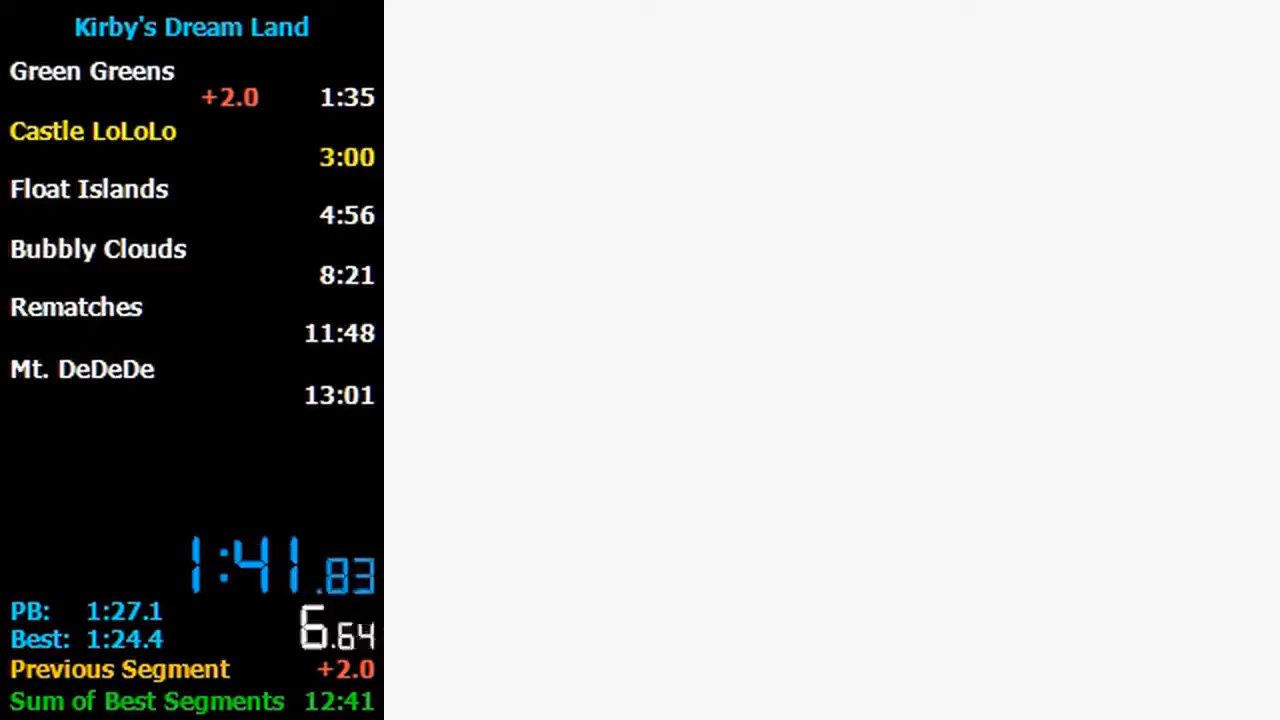 Kirby's Dream Land
Green Greens
+2.0 1:35
Castle LoLoLo
3:00
Float Islands
4:56
Bubbly Clouds
8:21
Rematches
11:48
Mt. DeDeDe
13:01
1:41.83
PB: 1:27.1
6.64
Best: 1:24.4
Previous Segment +2.0
Sum of Best Segments 12:41